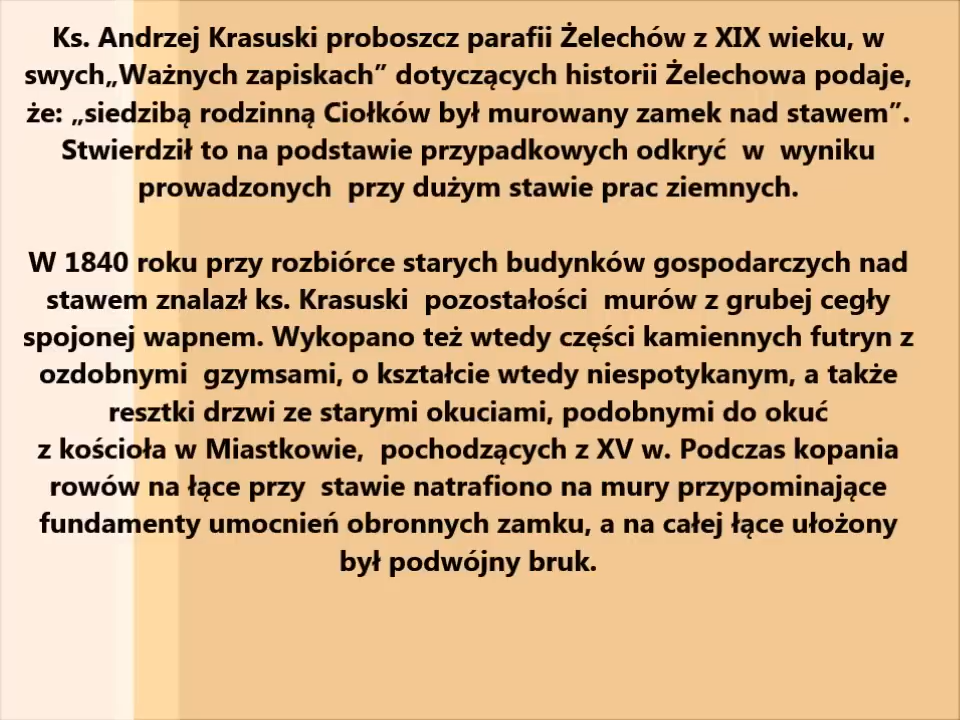 Ks. Andrzej Krasuski proboszcz parafii Żelechów z XIX wieku, w
swych„Ważnych zapiskach” dotyczących historii Żelechowa podaje,
że: „siedzibą rodzinną Ciołków był murowany zamek nad stawem”.
Stwierdził to na podstawie przypadkowych odkryć w wyniku
prowadzonych przy dużym stawie prac ziemnych.
W 1840 roku przy rozbiórce starych budynków gospodarczych nad
stawem znalazł ks. Krasuski pozostałości murów z grubej cegły
spojonej wapnem. Wykopano też wtedy części kamiennych futryn z
ozdobnymi gzymsami, o kształcie wtedy niespotykanym, a także
resztki drzwi ze starymi okuciami, podobnymi do okuć
z kościoła w Miastkowie, pochodzących z XV w. Podczas kopania
rowów na łące przy stawie natrafiono na mury przypominające
fundamenty umocnień obronnych zamku, a na całej łące ułożony
był podwójny bruk.